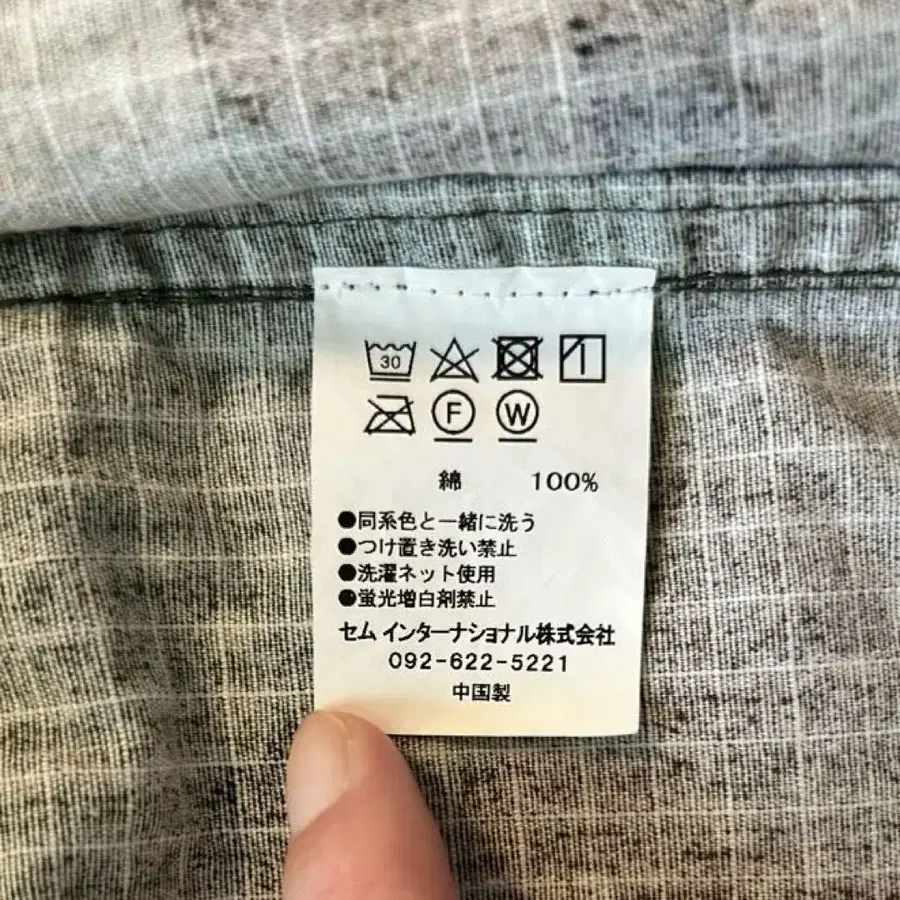 30
F W
綿 100%
●同系色と一緒に洗う
●つけ置き洗い禁止
●洗濯ネット使用
●蛍光増白剤禁止
セム インターナショナル株式会社
092-622-5221
中国製